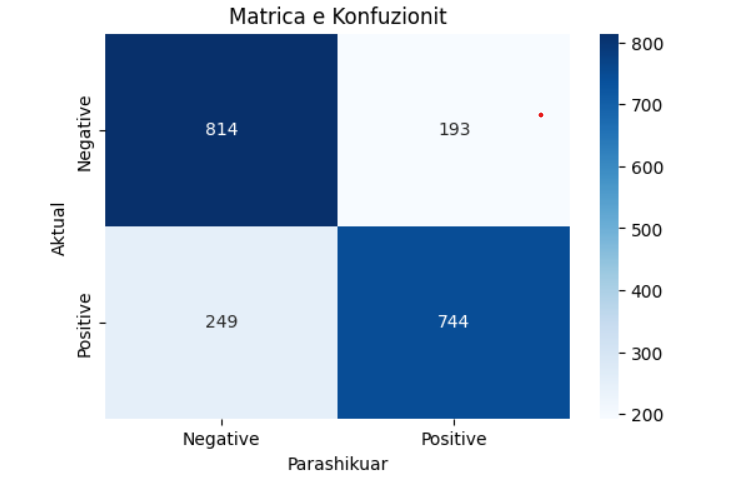 Matrica e Konfuzionit
Aktual
Negative
814
193
Positive
249
744
Negative
Positive
Parashikuar
800
700
600
500
400
300
200